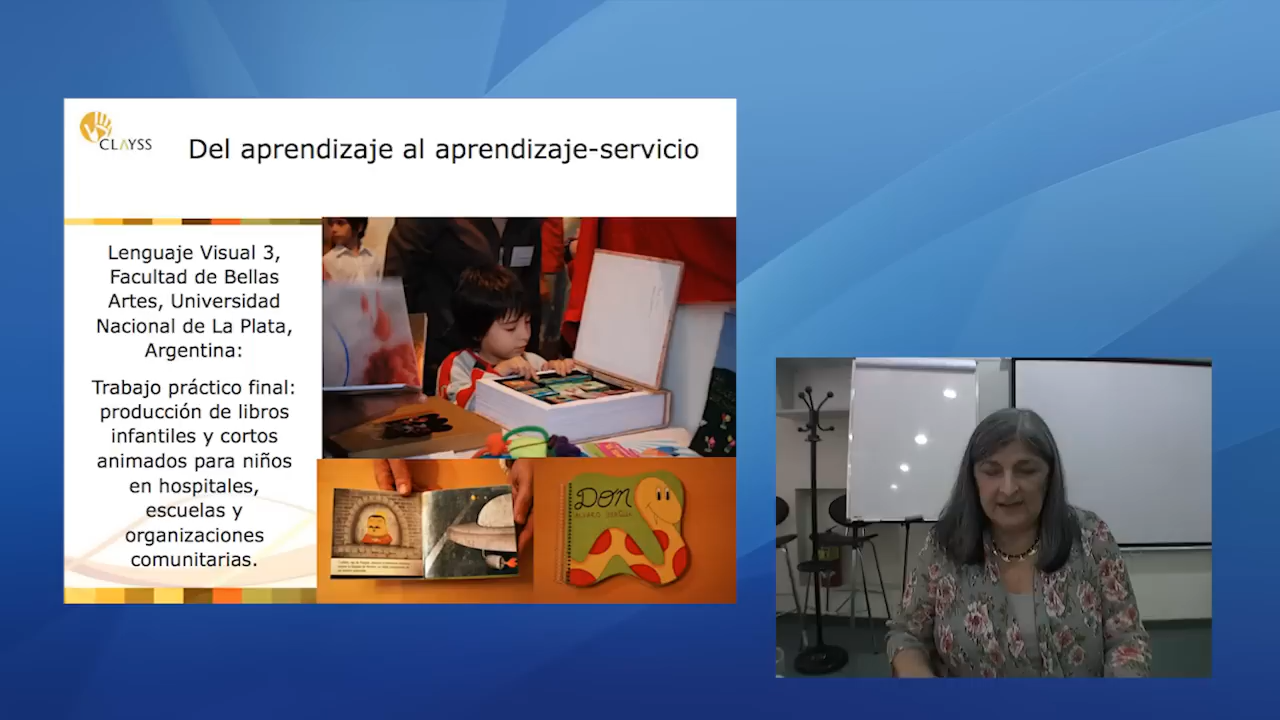 CLAYSS
Del aprendizaje al aprendizaje-servicio
Lenguaje Visual 3,
Facultad de Bellas
Artes, Universidad
Nacional de La Plata,
Argentina:
Trabajo práctico final:
producción de libros
infantiles y cortos
animados para niños
en hospitales,
escuelas y
organizaciones
comunitarias.
DON